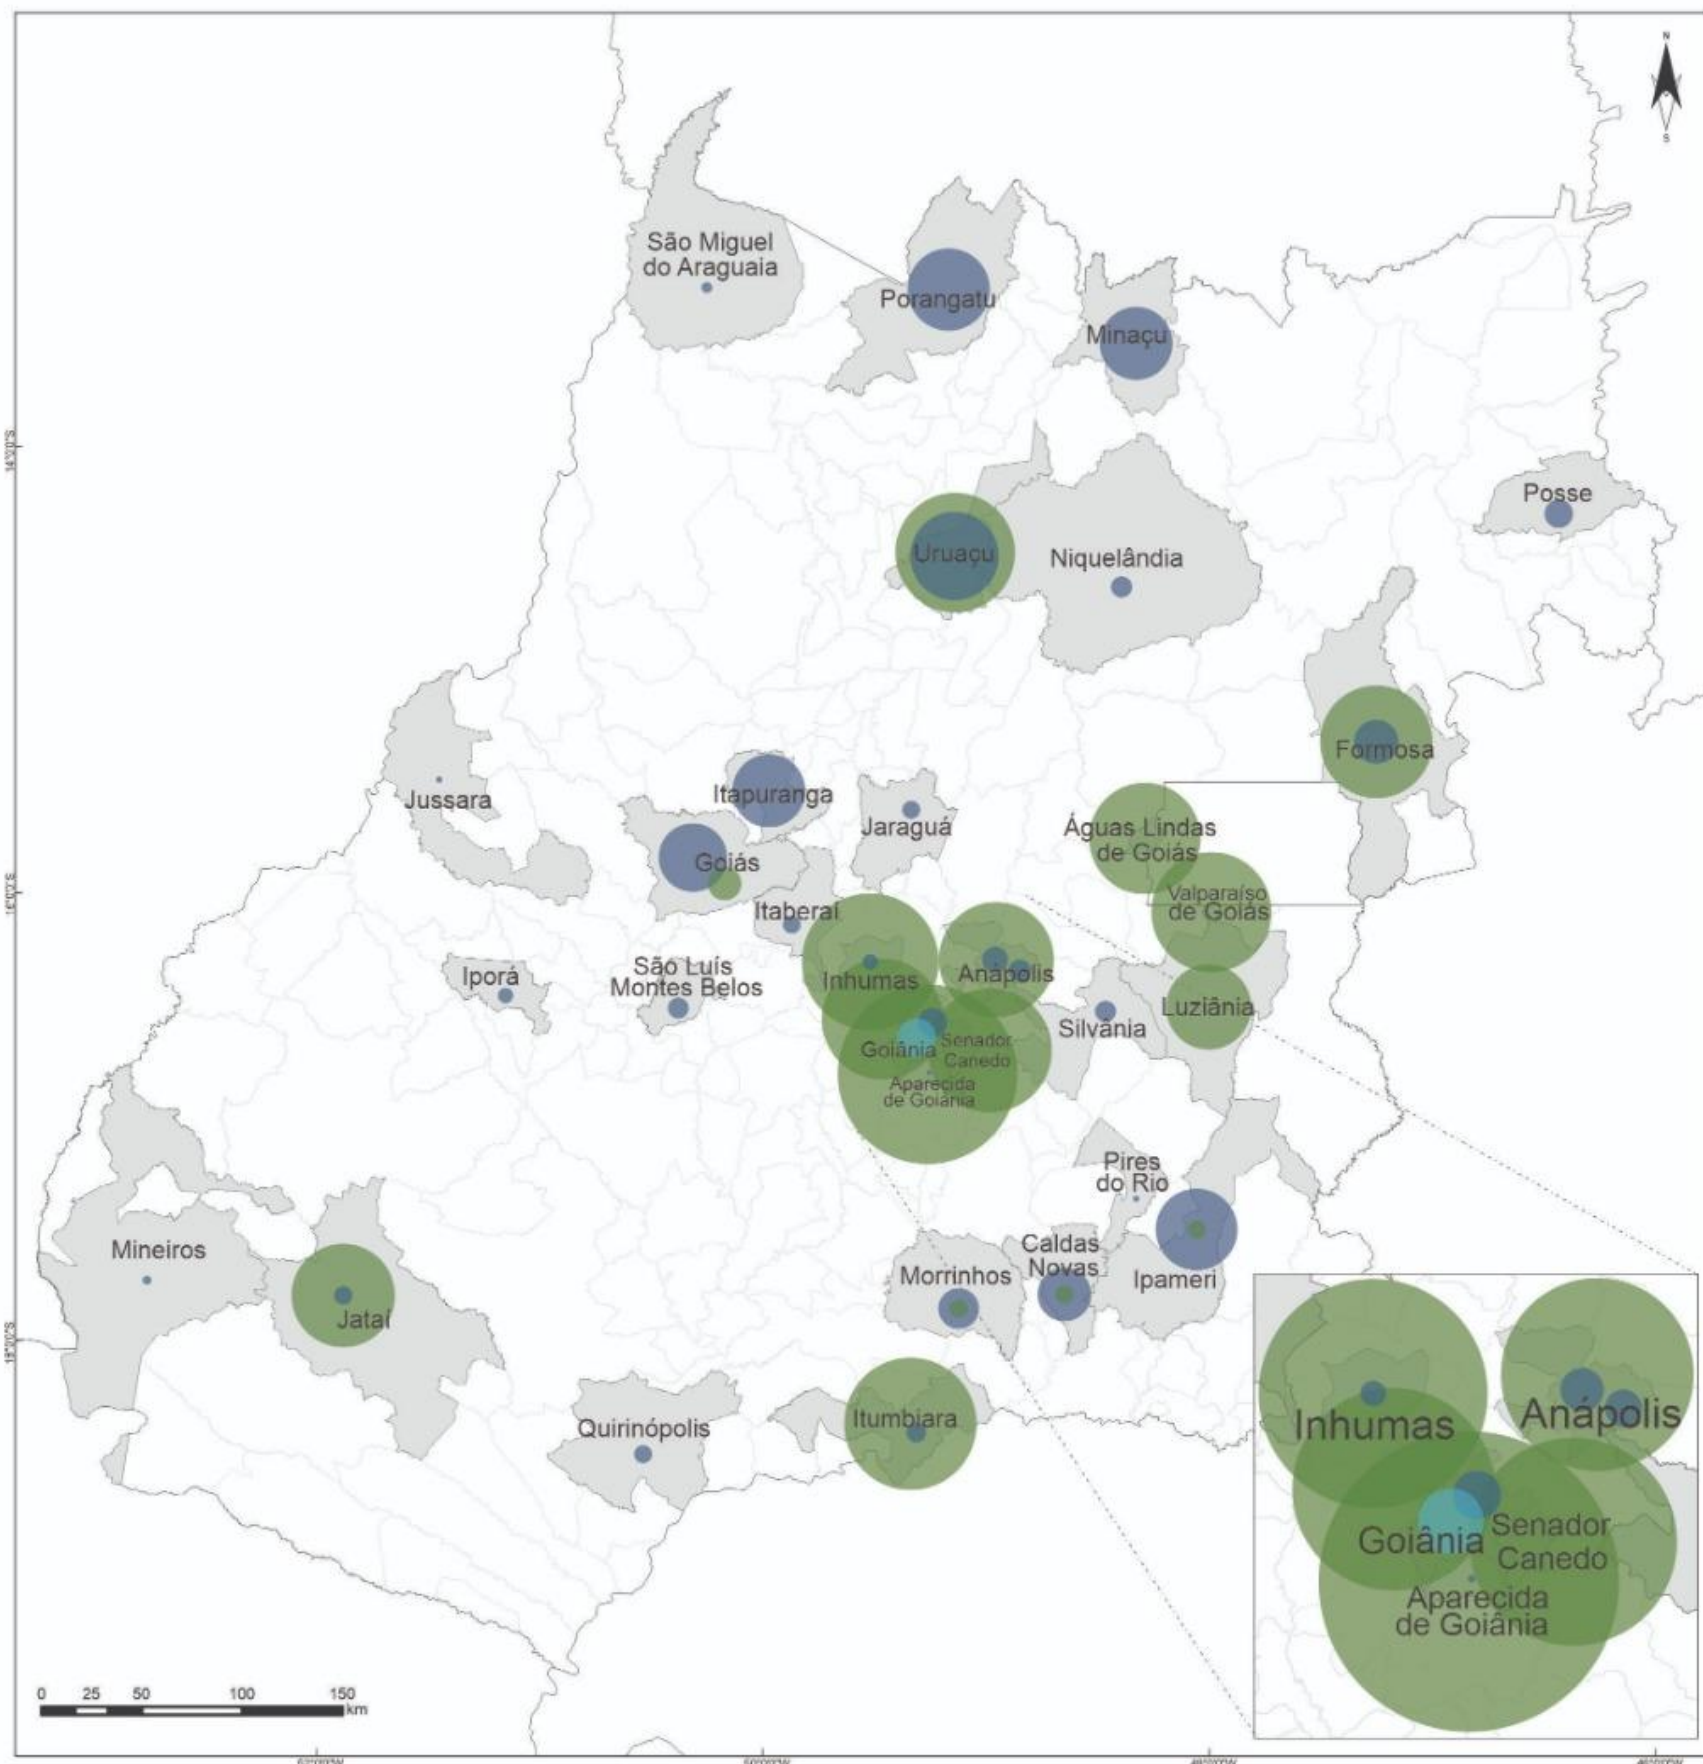 N
S
São Miguel
do Araguaia
Porangatu
Minaçu
Posse
Uruaçu
Niquelândia
Formosa
Jussara
Itapuranga
Jaraguá
Águas Lindas
de Goiás
Goiás
Valparaíso
de Goiás
Itaberaí
Iporá
São Luís
Montes Belos
Inhumas
Anápolis
Luziânia
Silvânia
Goiânia
Senador
Canedo
Aparecida
de Goiânia
Pires
do Rio
Mineiros
Jataí
Morrinhos
Caldas
Novas
Ipameri
Quirinópolis
Itumbiara
Inhumas
Anápolis
Goiânia
Senador
Canedo
Aparecida
de Goiânia
0 25 50 100 150
km